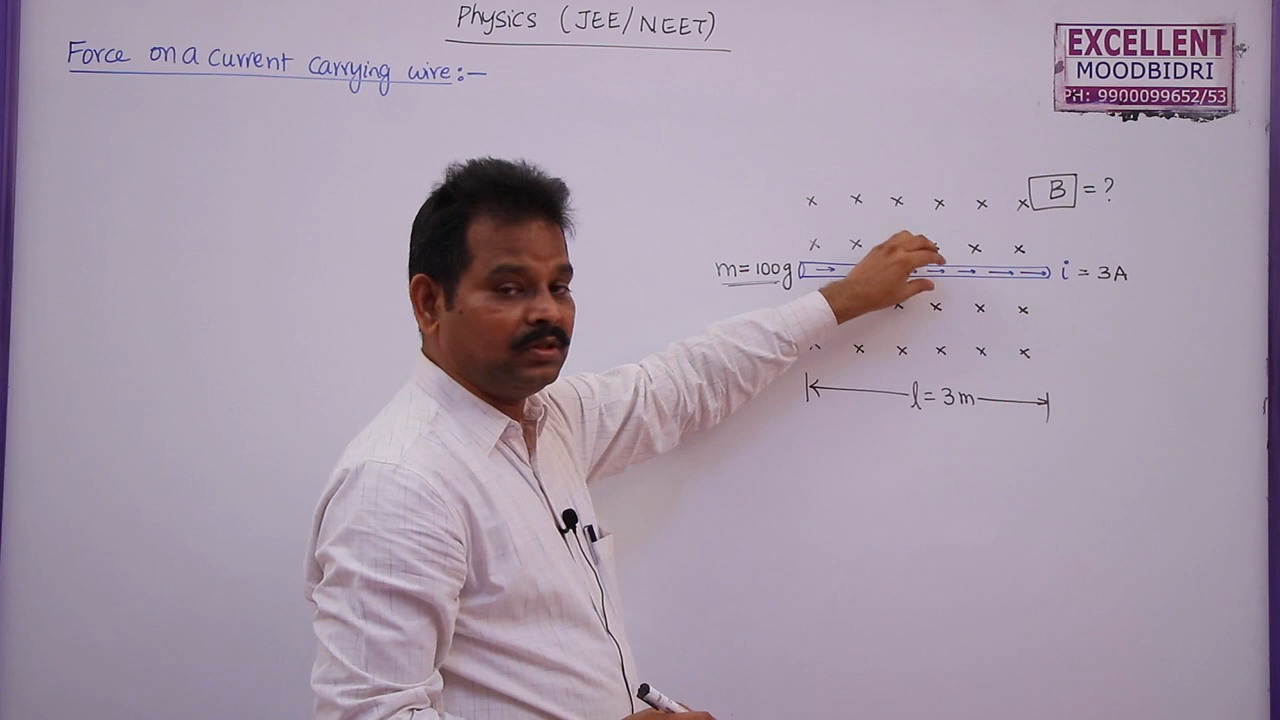 Physics (JEE/NEET)
Force on a current carrying wire:-
EXCELLENT
MOODBIDRI
PH: 9900099652/53
B = ?
m=100g
i = 3A
l = 3m